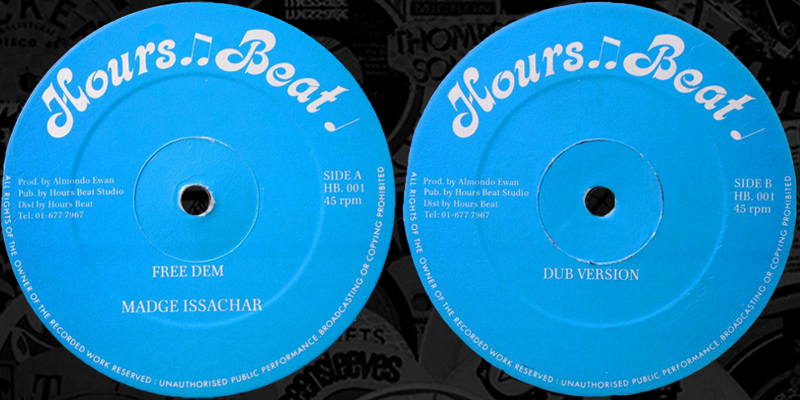 Hours Beat
Prod. by Almondo Ewan
Pub. by Hours Beat Studio
Dist by Hours Beat
Tel: 01-677 7967
SIDE A
HB. 001
45 rpm
FREE DEM
MADGE ISSACHAR
ALL RIGHTS OF THE OWNER OF THE RECORDED WORK RESERVED : UNAUTHORISED PUBLIC PERFORMANCE BROADCASTING OR COPYING PROHIBITED
Hours Beat
Prod. by Almondo Ewan
Pub. by Hours Beat Studio
Dist by Hours Beat
Tel: 01-677 7967
SIDE B
HB. 001
45 rpm
DUB VERSION
ALL RIGHTS OF THE OWNER OF THE RECORDED WORK RESERVED : UNAUTHORISED PUBLIC PERFORMANCE BROADCASTING OR COPYING PROHIBITED
THOMPSON